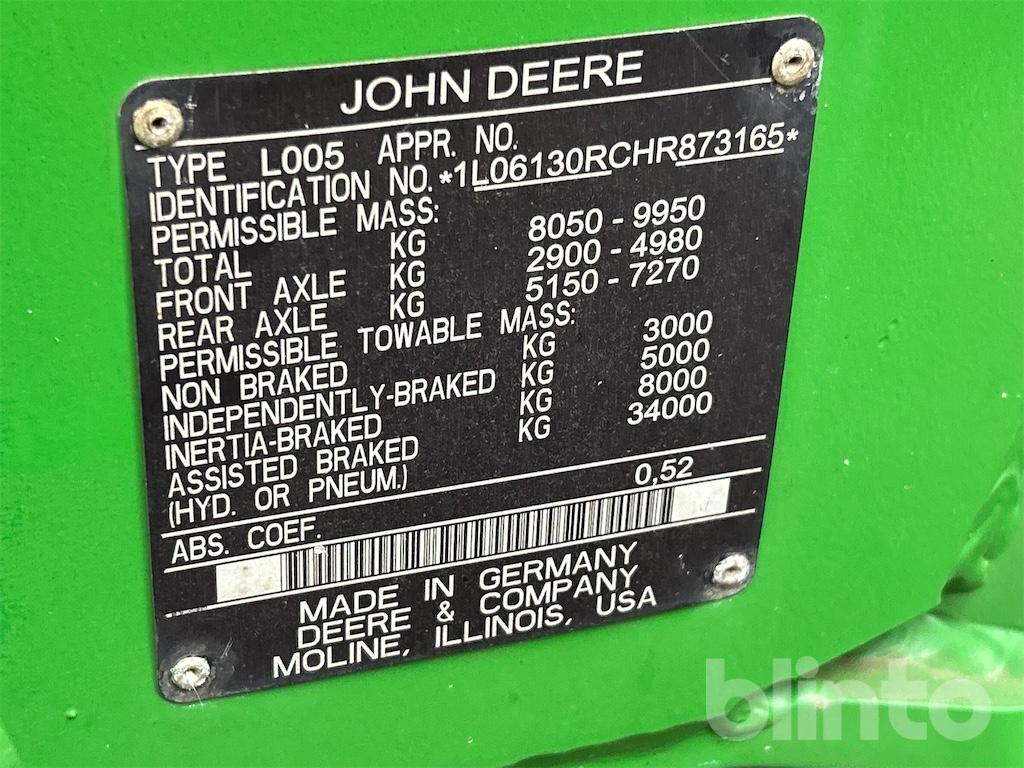 JOHN DEERE
TYPE L005 APPR. NO.
IDENTIFICATION NO. *1L06130RCHR873165*
PERMISSIBLE MASS:
TOTAL KG 8050 - 9950
FRONT AXLE KG 2900 - 4980
REAR AXLE KG 5150 - 7270
PERMISSIBLE TOWABLE MASS:
NON BRAKED KG 3000
INDEPENDENTLY-BRAKED KG 5000
INERTIA-BRAKED KG 8000
ASSISTED BRAKED KG 34000
(HYD. OR PNEUM.)
ABS. COEF. 0,52
MADE IN GERMANY
DEERE & COMPANY
MOLINE, ILLINOIS, USA
blinto